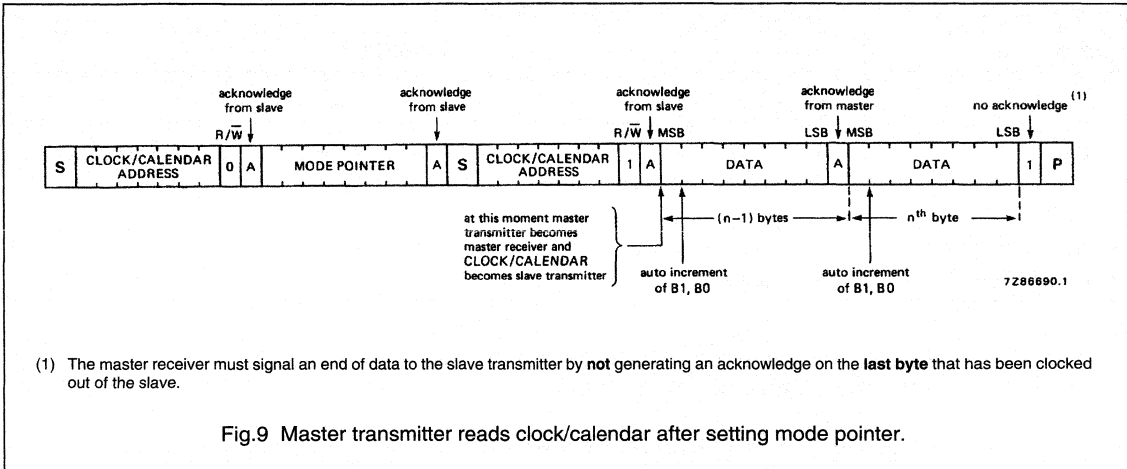 acknowledge from slave
acknowledge from slave
acknowledge from slave
acknowledge from master
no acknowledge (1)
R/W̅
R/W̅ MSB
LSB MSB
LSB
S CLOCK/CALENDAR ADDRESS 0 A MODE POINTER A S CLOCK/CALENDAR ADDRESS 1 A DATA A DATA 1 P
at this moment master
transmitter becomes
master receiver and
CLOCK/CALENDAR
becomes slave transmitter
(n-1) bytes
nth byte
auto increment
of B1, B0
auto increment
of B1, B0
7Z86690.1
(1) The master receiver must signal an end of data to the slave transmitter by not generating an acknowledge on the last byte that has been clocked
out of the slave.
Fig.9 Master transmitter reads clock/calendar after setting mode pointer.